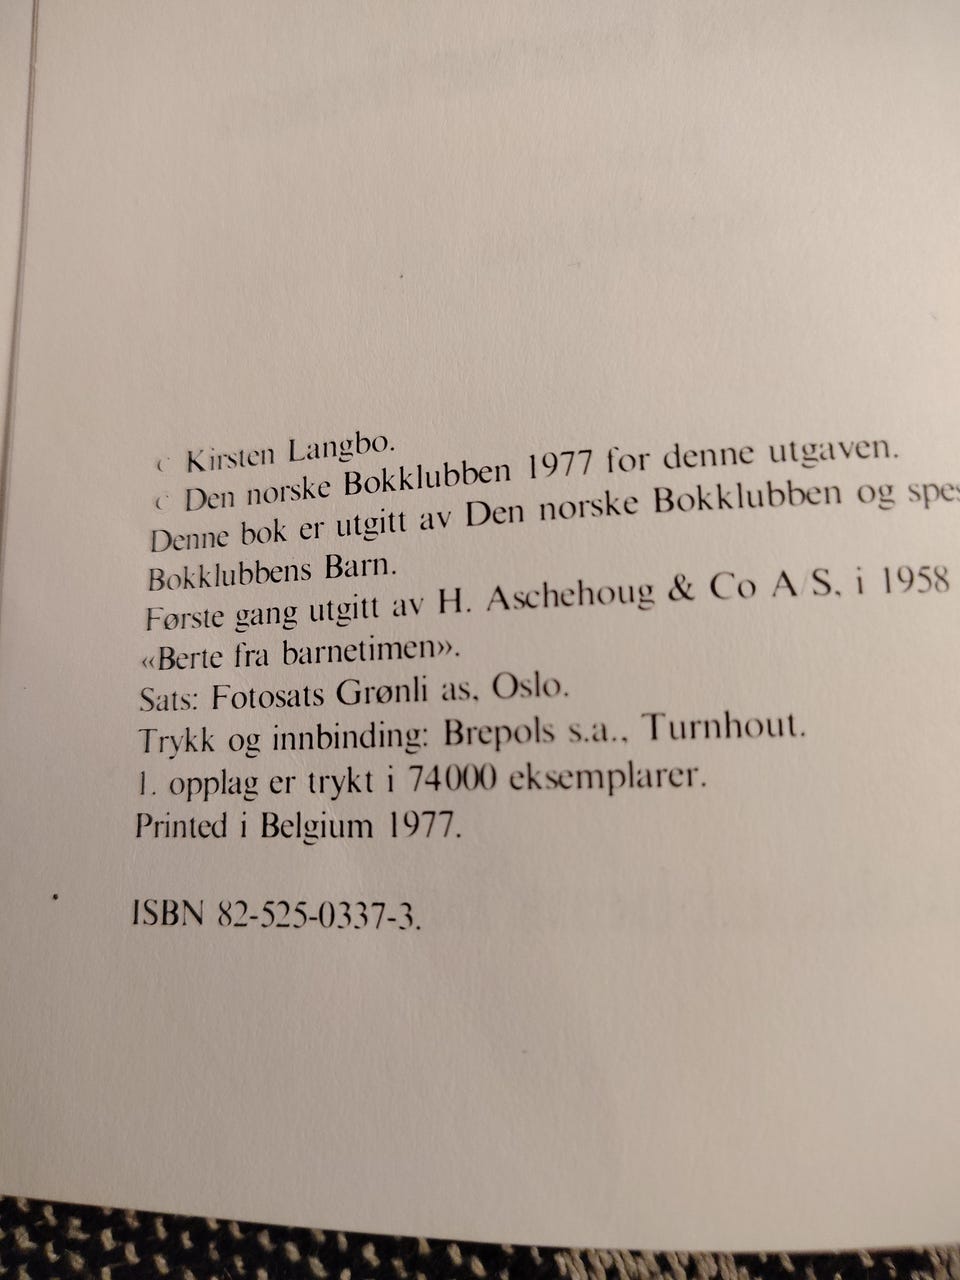 © Kirsten Langbo.
© Den norske Bokklubben 1977 for denne utgaven.
Denne bok er utgitt av Den norske Bokklubben og spes
Bokklubbens Barn.
Første gang utgitt av H. Aschehoug & Co A S, i 1958
«Berte fra barnetimen».
Sats: Fotosats Grønli as, Oslo.
Trykk og innbinding: Brepols s.a., Turnhout.
1. opplag er trykt i 74000 eksemplarer.
Printed i Belgium 1977.
ISBN 82-525-0337-3.